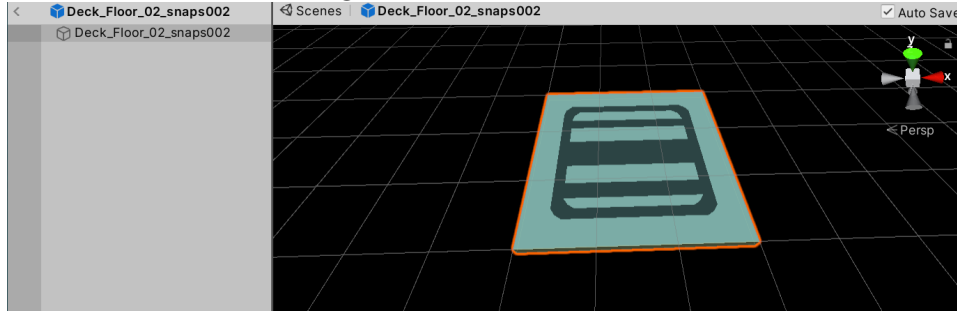 < Deck_Floor_02_snaps002
Deck_Floor_02_snaps002
Scenes Deck_Floor_02_snaps002
Auto Save
y
x
< Persp